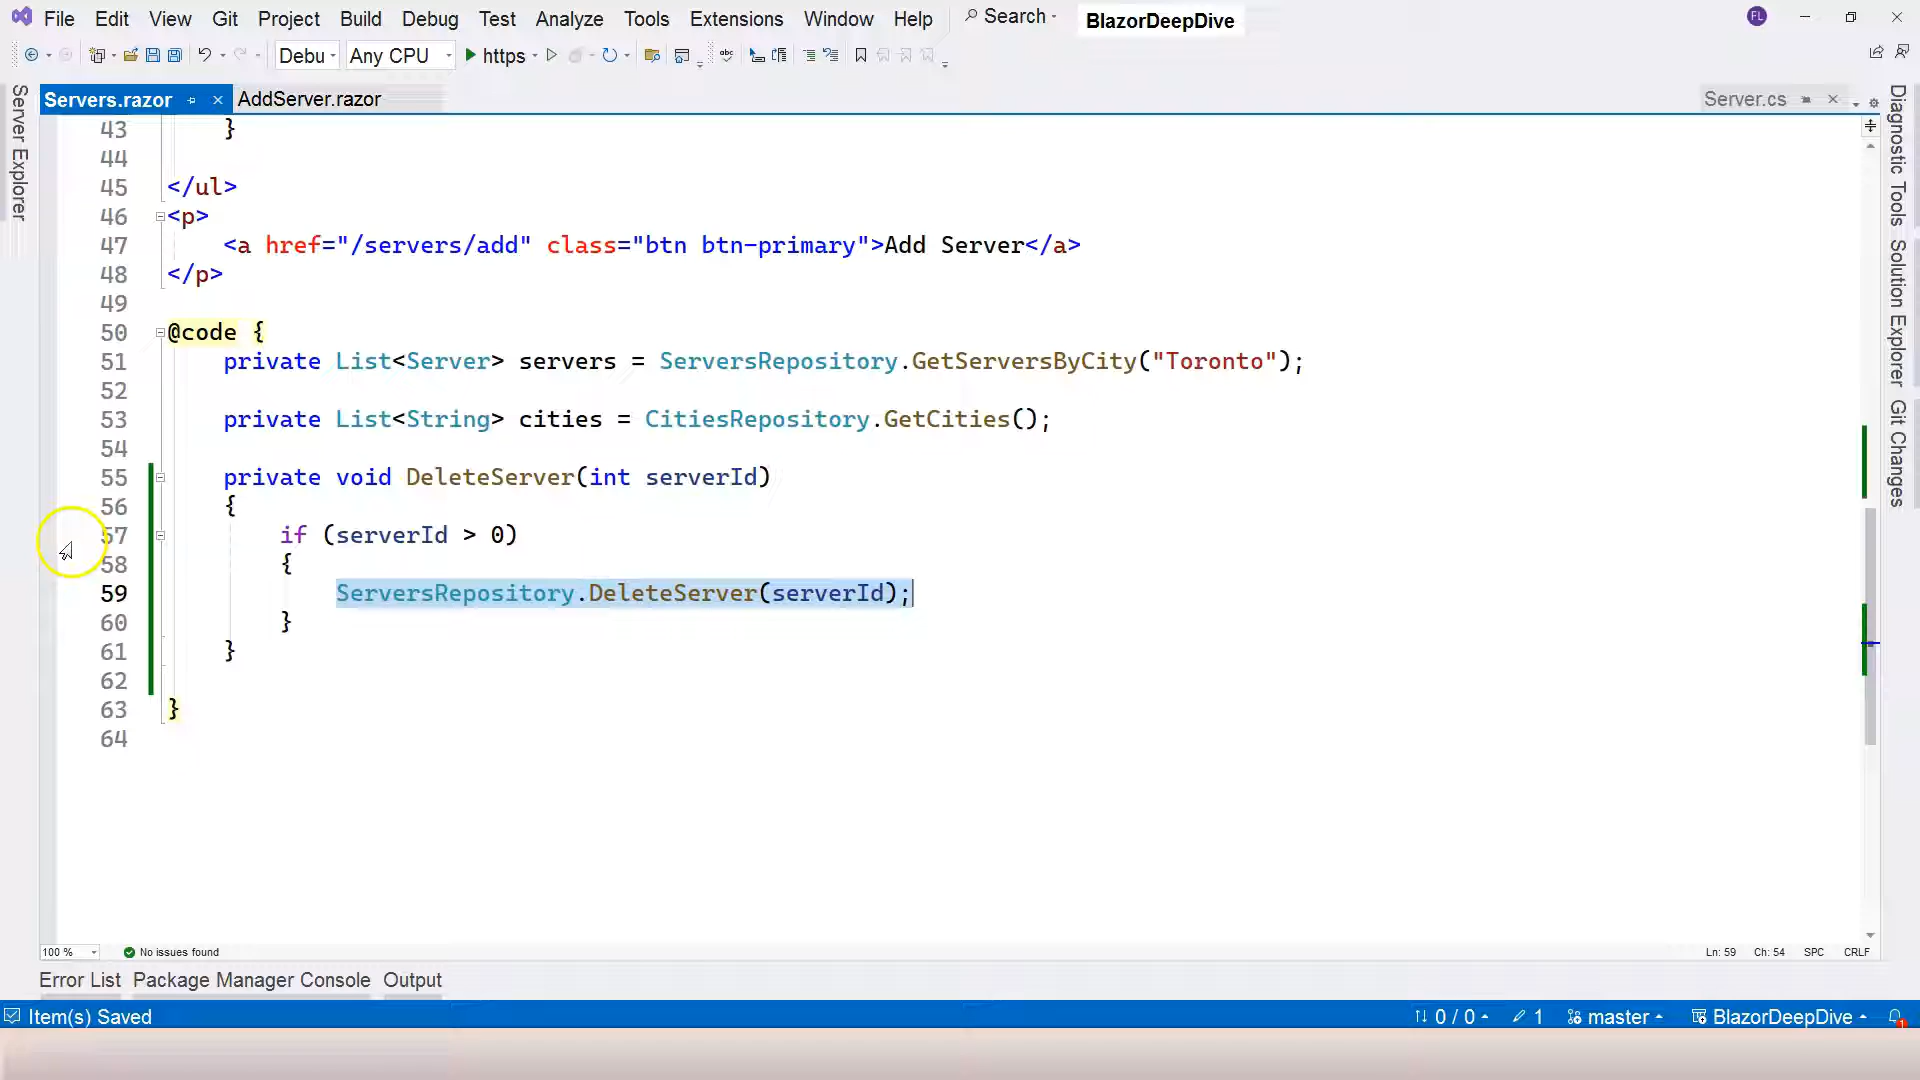 File Edit View Git Project Build Debug Test Analyze Tools Extensions Window Help Search BlazorDeepDive FL
Debu Any CPU https
Servers.razor AddServer.razor Server.cs
Server Explorer
43 }
44
45 </ul>
46 <p>
47 <a href="/servers/add" class="btn btn-primary">Add Server</a>
48 </p>
49
50 @code {
51 private List<Server> servers = ServersRepository.GetServersByCity("Toronto");
52
53 private List<String> cities = CitiesRepository.GetCities();
54
55 private void DeleteServer(int serverId)
56 {
57 if (serverId > 0)
58 {
59 ServersRepository.DeleteServer(serverId);
60 }
61 }
62
63 }
64
Diagnostic Tools
Solution Explorer
Git Changes
100 % No issues found Ln: 59 Ch: 54 SPC CRLF
Error List Package Manager Console Output
Item(s) Saved 0 / 0 1 master BlazorDeepDive 1